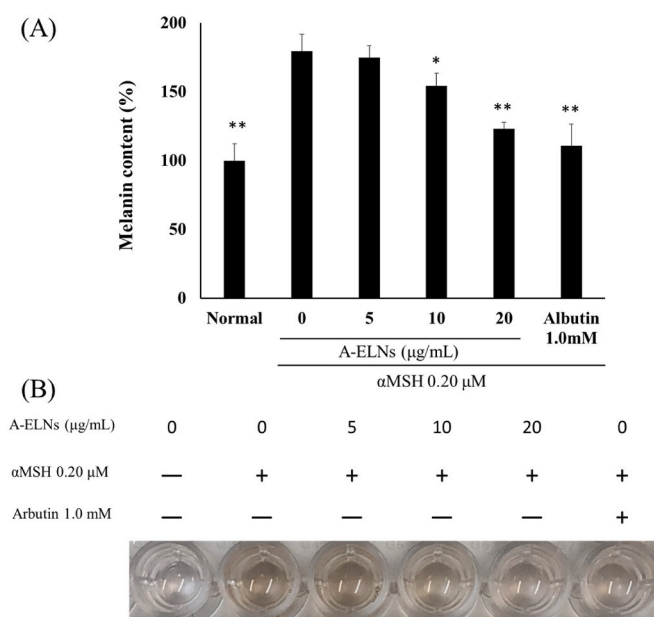 (A)
Melanin content (%)
200
150
100
50
0
** * ** **
Normal 0 5 10 20 Albutin
1.0mM
A-ELNs (μg/mL)
αMSH 0.20 μM
(B)
A-ELNs (μg/mL) 0 0 5 10 20 0
αMSH 0.20 μM — + + + + +
Arbutin 1.0 mM — — — — — +